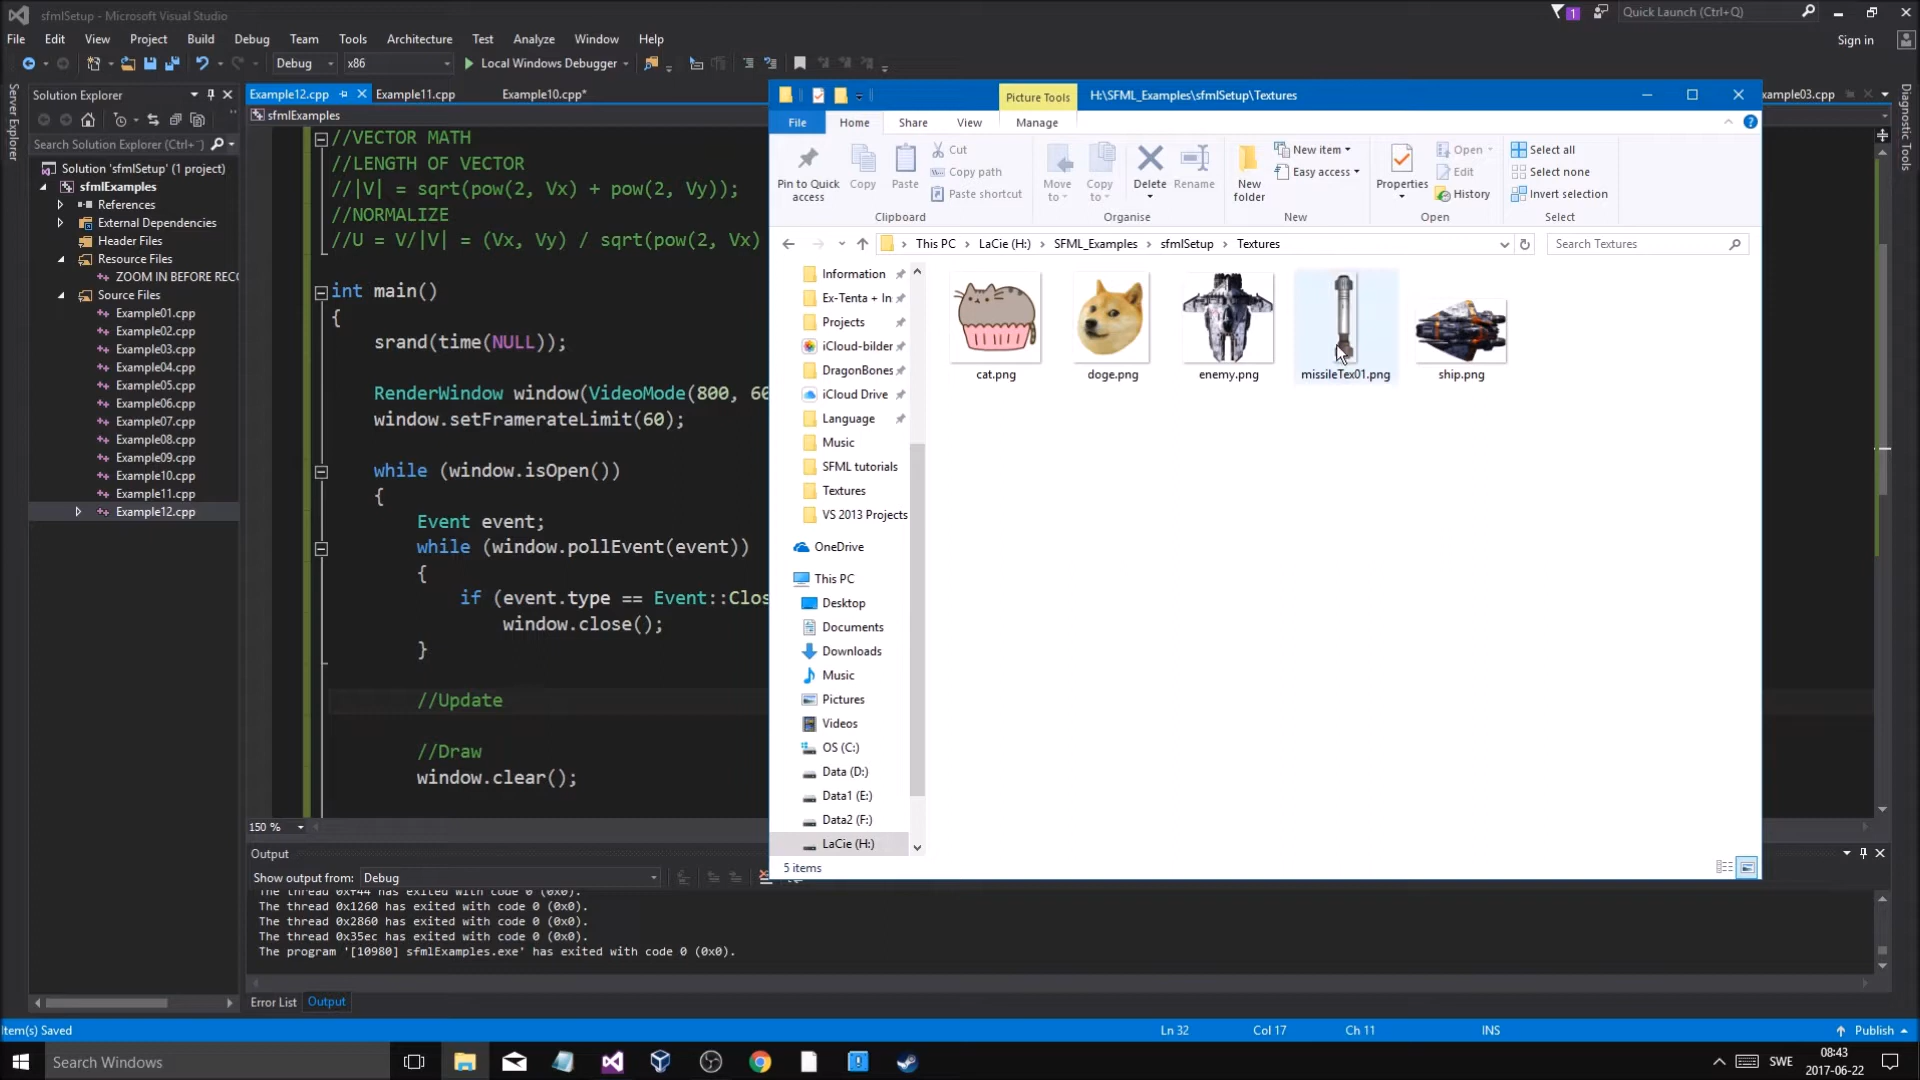 sfmlSetup - Microsoft Visual Studio
1
Quick Launch (Ctrl+Q)
File Edit View Project Build Debug Team Tools Architecture Test Analyze Window Help
Sign in
Debug x86 Local Windows Debugger
Server Explorer
Solution Explorer
Search Solution Explorer (Ctrl+
Solution 'sfmlSetup' (1 project)
sfmlExamples
References
External Dependencies
Header Files
Resource Files
ZOOM IN BEFORE RECO
Source Files
Example01.cpp
Example02.cpp
Example03.cpp
Example04.cpp
Example05.cpp
Example06.cpp
Example07.cpp
Example08.cpp
Example09.cpp
Example10.cpp
Example11.cpp
Example12.cpp
Example12.cpp Example11.cpp Example10.cpp*
xample03.cpp
Diagnostic Tools
sfmlExamples
//VECTOR MATH
//LENGTH OF VECTOR
//|V| = sqrt(pow(2, Vx) + pow(2, Vy));
//NORMALIZE
//U = V/|V| = (Vx, Vy) / sqrt(pow(2, Vx)
int main()
{
srand(time(NULL));
RenderWindow window(VideoMode(800, 60
window.setFramerateLimit(60);
while (window.isOpen())
{
Event event;
while (window.pollEvent(event))
{
if (event.type == Event::Clos
window.close();
}
//Update
//Draw
window.clear();
150 %
Picture Tools
H:\SFML_Examples\sfmlSetup\Textures
File Home Share View Manage
Pin to Quick access
Copy
Paste
Cut
Copy path
Paste shortcut
Clipboard
Move to
Copy to
Delete
Rename
Organise
New folder
New item
Easy access
New
Properties
Open
Edit
History
Open
Select all
Select none
Invert selection
Select
This PC LaCie (H:) SFML_Examples sfmlSetup Textures
Search Textures
Information
Ex-Tenta + In
Projects
iCloud-bilder
DragonBones
iCloud Drive
Language
Music
SFML tutorials
Textures
VS 2013 Projects
OneDrive
This PC
Desktop
Documents
Downloads
Music
Pictures
Videos
OS (C:)
Data (D:)
Data1 (E:)
Data2 (F:)
LaCie (H:)
cat.png
doge.png
enemy.png
missileTex01.png
ship.png
5 items
Output
Show output from: Debug
The thread 0xf44 has exited with code 0 (0x0).
The thread 0x1260 has exited with code 0 (0x0).
The thread 0x2860 has exited with code 0 (0x0).
The thread 0x35ec has exited with code 0 (0x0).
The program '[10980] sfmlExamples.exe' has exited with code 0 (0x0).
Error List Output
Item(s) Saved
Ln 32 Col 17 Ch 11 INS
Publish
Search Windows
SWE
08:43
2017-06-22